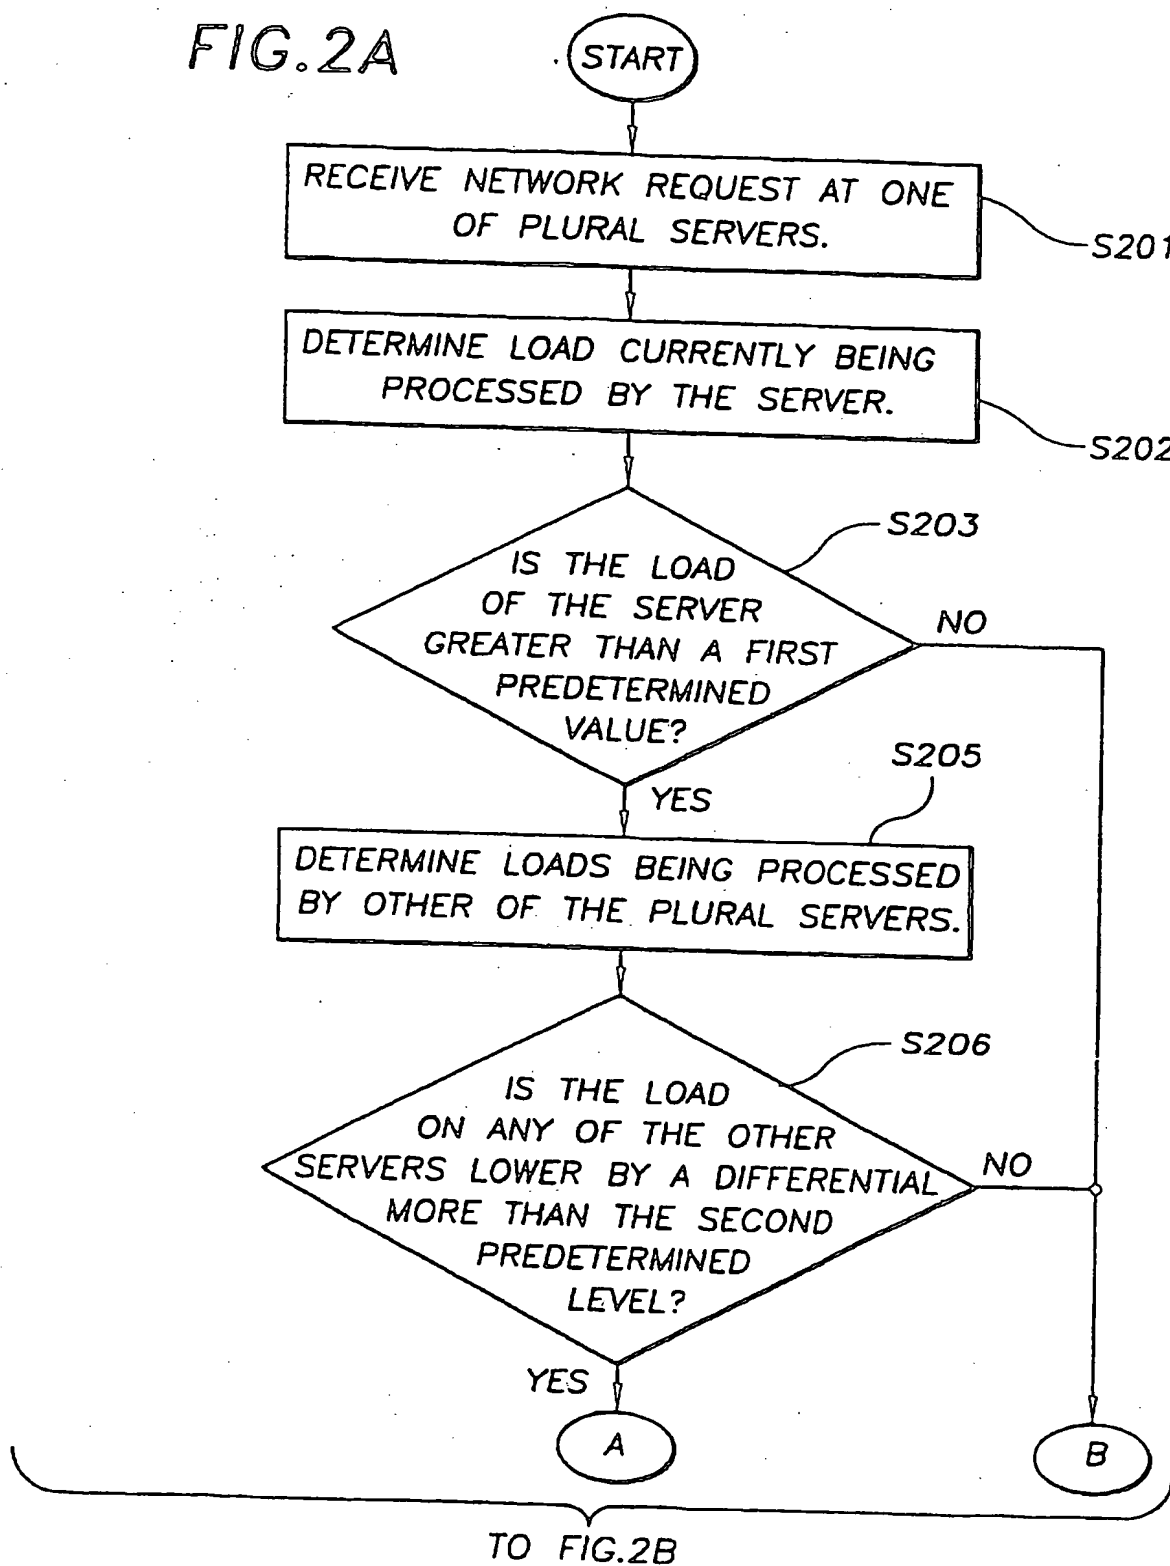 FIG.2A
START
RECEIVE NETWORK REQUEST AT ONE
OF PLURAL SERVERS.
S201
DETERMINE LOAD CURRENTLY BEING
PROCESSED BY THE SERVER.
S202
S203
IS THE LOAD
OF THE SERVER
GREATER THAN A FIRST
PREDETERMINED
VALUE?
NO
YES
S205
DETERMINE LOADS BEING PROCESSED
BY OTHER OF THE PLURAL SERVERS.
S206
IS THE LOAD
ON ANY OF THE OTHER
SERVERS LOWER BY A DIFFERENTIAL
MORE THAN THE SECOND
PREDETERMINED
LEVEL?
NO
YES
A
B
TO FIG.2B